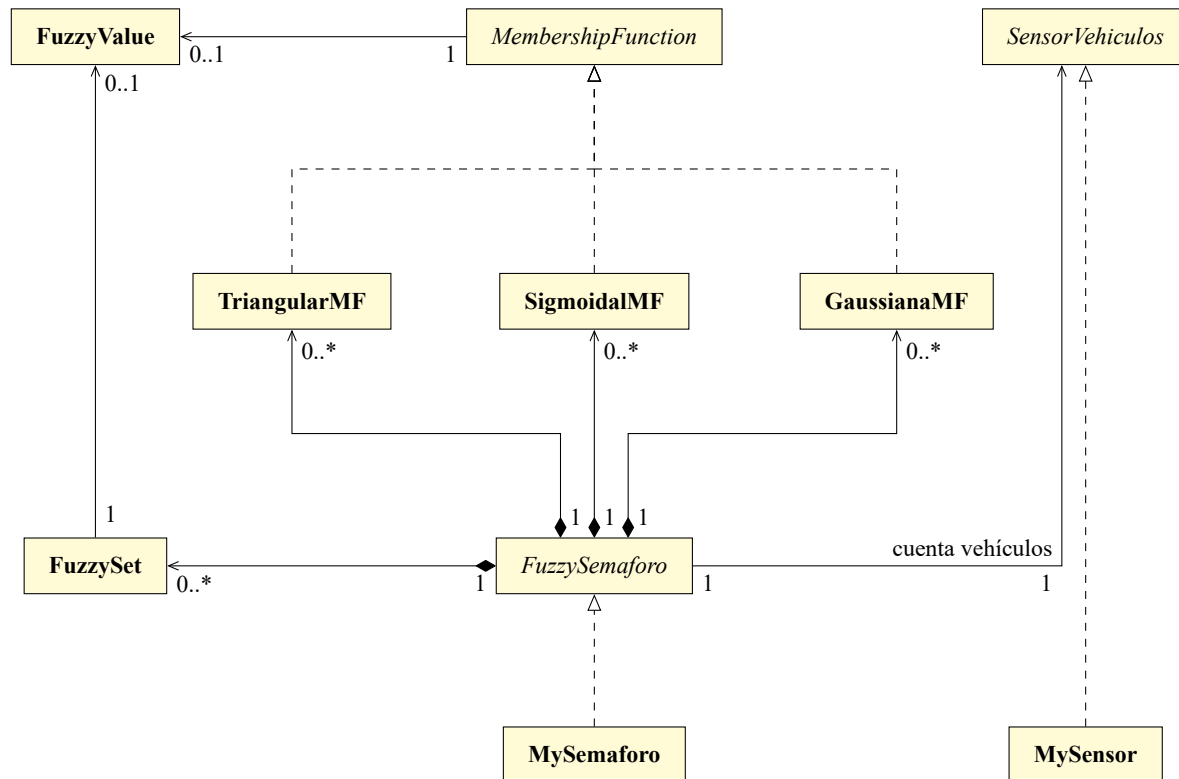 FuzzyValue
MembershipFunction
SensorVehiculos
0..1
1
0..1
TriangularMF
SigmoidalMF
GaussianaMF
0..*
0..*
0..*
1
1
1
1
FuzzySet
FuzzySemaforo
cuenta vehículos
0..*
1
1
1
MySemaforo
MySensor